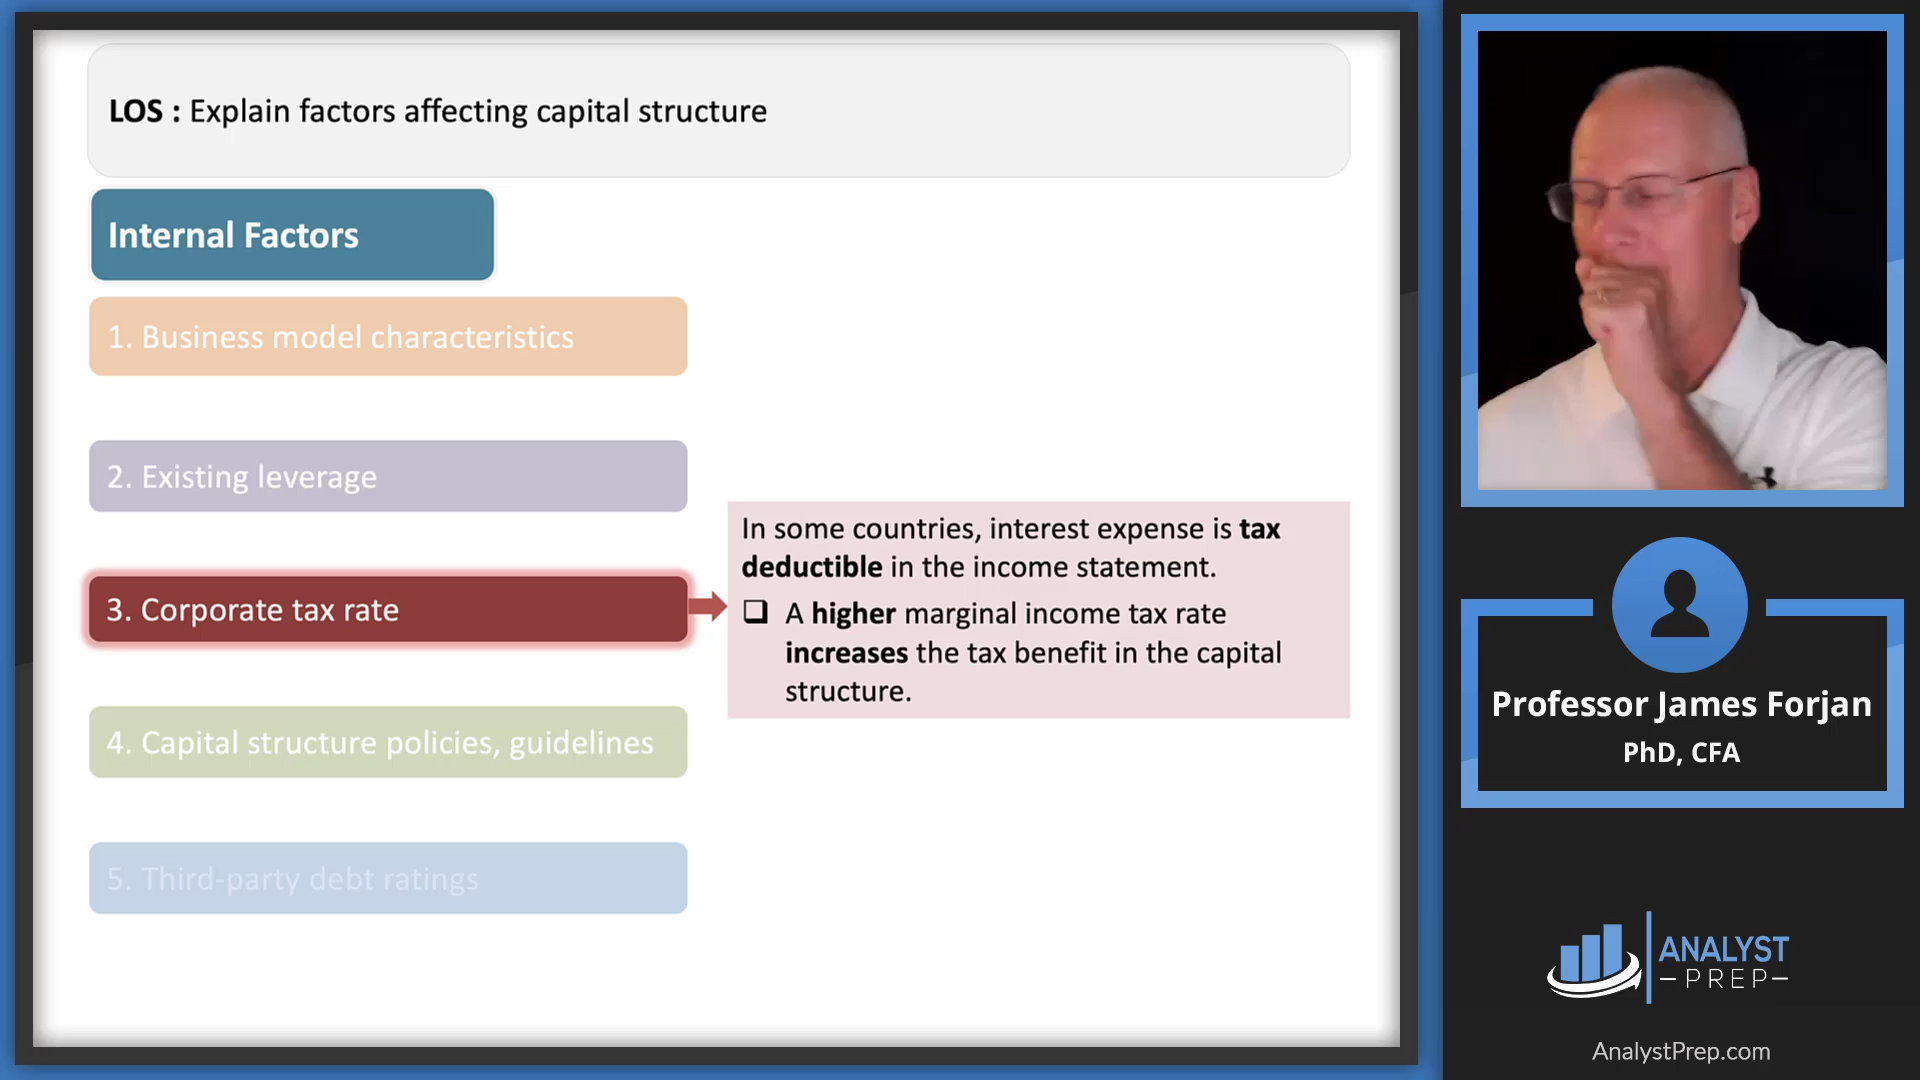 LOS : Explain factors affecting capital structure
Internal Factors
1. Business model characteristics
2. Existing leverage
3. Corporate tax rate
In some countries, interest expense is tax
deductible in the income statement.
❑ A higher marginal income tax rate
increases the tax benefit in the capital
structure.
4. Capital structure policies, guidelines
5. Third-party debt ratings
Professor James Forjan
PhD, CFA
ANALYST
PREP
AnalystPrep.com